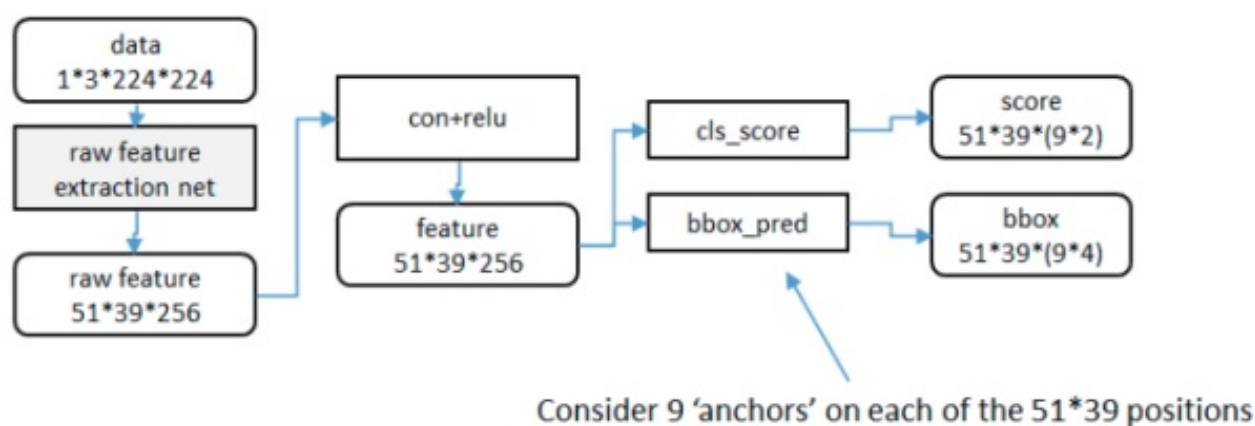 data
1*3*224*224
raw feature
extraction net
raw feature
51*39*256
con+relu
feature
51*39*256
cls_score
bbox_pred
score
51*39*(9*2)
bbox
51*39*(9*4)
Consider 9 ‘anchors’ on each of the 51*39 positions